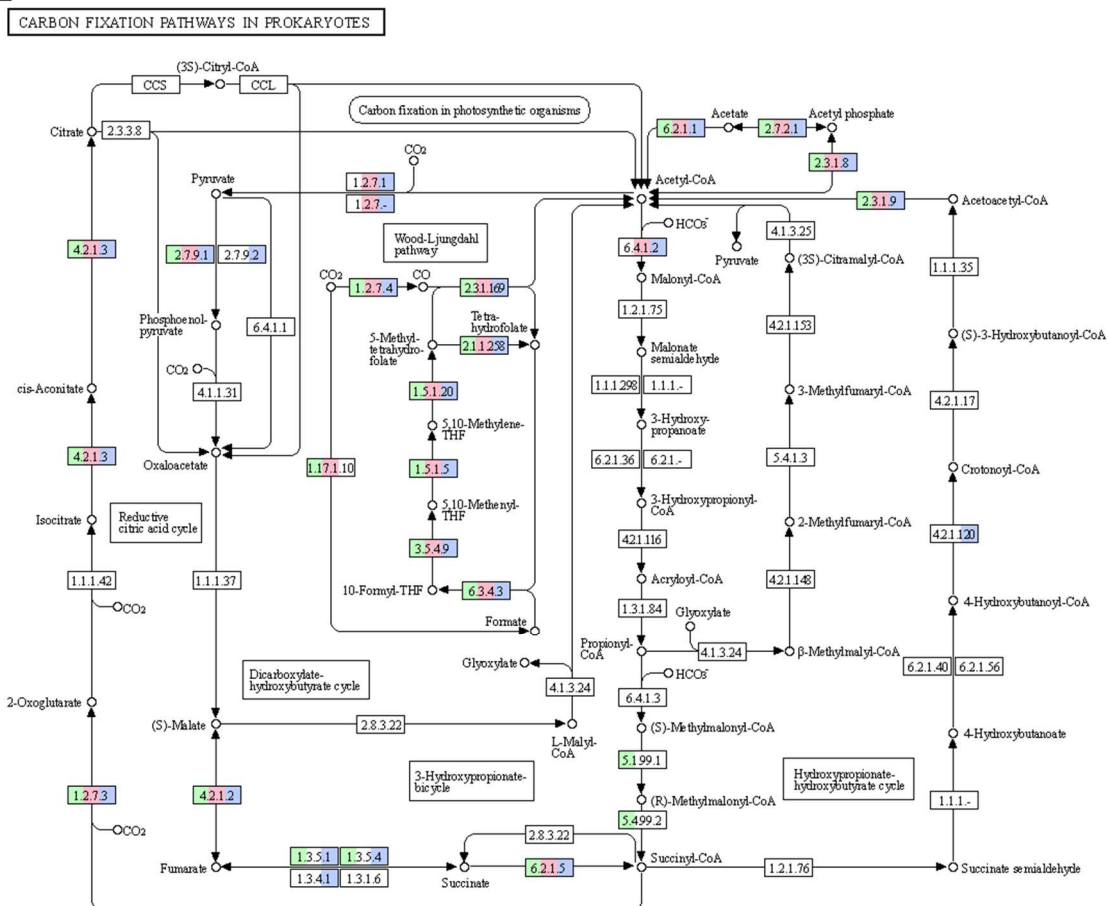 CARBON FIXATION PATHWAYS IN PROKARYOTES
(3S)-Citryl-CoA
CCS
CCL
Carbon fixation in photosynthetic organisms
Citrate
2.3.3.8
6.2.1.1
Acetate
2.7.2.1
Acetyl phosphate
2.3.1.8
CO2
Pyruvate
1.2.7.1
1.2.7.-
Acetyl-CoA
2.3.1.9
Acetoacetyl-CoA
Wood-Ljungdahl
pathway
HCO3-
4.1.3.25
4.2.1.3
2.7.9.1
2.7.9.2
6.4.1.2
Pyruvate
(3S)-Citramalyl-CoA
1.1.1.35
CO2
1.2.7.4
CO
2.3.1.169
Malonyl-CoA
1.2.1.75
Phosphoenol-
pyruvate
6.4.1.1
Tetra-
hydrofolate
4.2.1.153
5-Methyl-
tetrahydro-
folate
2.1.1.258
(S)-3-Hydroxybutanoyl-CoA
Malonate
semialdehyde
CO2
4.1.1.31
cis-Aconitate
1.5.1.20
1.1.1.298
1.1.1.-
3-Methylfumaryl-CoA
4.2.1.17
5,10-Methylene-
THF
3-Hydroxy-
propanoate
4.2.1.3
Oxaloacetate
1.17.1.10
1.5.1.5
6.2.1.36
6.2.1.-
5.4.1.3
Crotonoyl-CoA
5,10-Methenyl-
THF
3-Hydroxypropionyl-
CoA
Isocitrate
Reductive
citric acid cycle
2-Methylfumaryl-CoA
4.2.1.120
3.5.4.9
4.2.1.116
1.1.1.42
1.1.1.37
10-Formyl-THF
6.3.4.3
Acryloyl-CoA
4.2.1.148
CO2
1.3.1.84
4-Hydroxybutanoyl-CoA
Formate
Glyoxylate
Propionyl-
CoA
4.1.3.24
β-Methylmalyl-CoA
Glyoxylate
HCO3-
6.2.1.40
6.2.1.56
Dicarboxylate-
hydroxybutyrate cycle
4.1.3.24
6.4.1.3
2-Oxoglutarate
(S)-Malate
2.8.3.22
L-Malyl-
CoA
(S)-Methylmalonyl-CoA
4-Hydroxybutanoate
5.1.99.1
3-Hydroxypropionate-
bicycle
Hydroxypropionate-
hydroxybutyrate cycle
1.2.7.3
4.2.1.2
(R)-Methylmalonyl-CoA
1.1.1.-
5.4.99.2
CO2
2.8.3.22
1.3.5.1
1.3.5.4
Fumarate
1.3.4.1
1.3.1.6
Succinate
6.2.1.5
Succinyl-CoA
1.2.1.76
Succinate semialdehyde